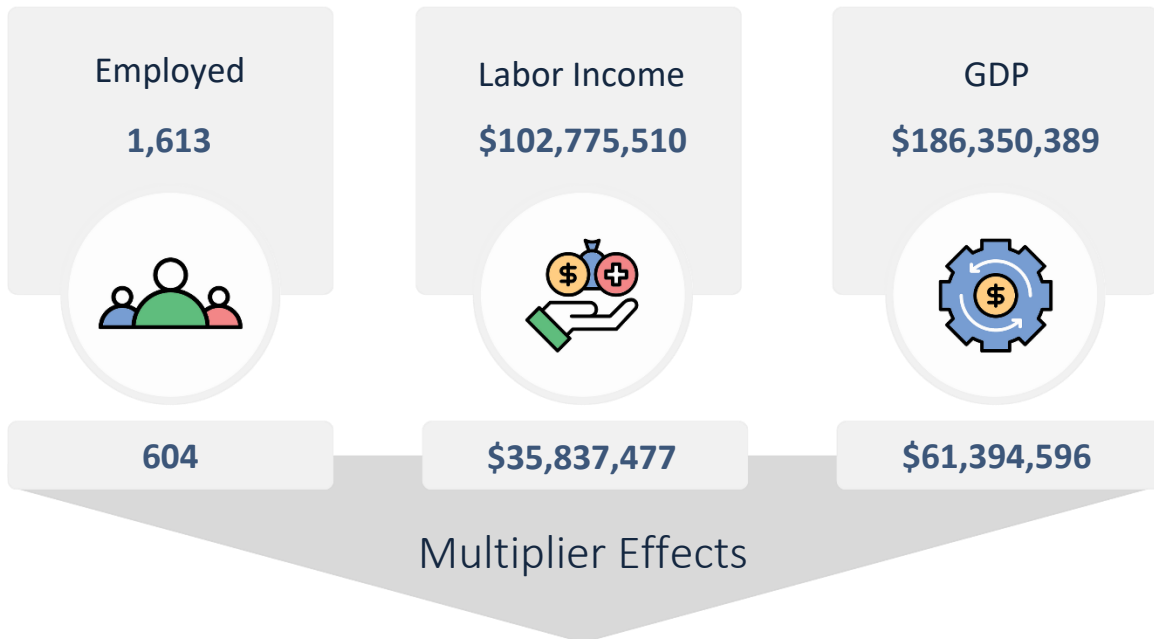 Employed
1,613
Labor Income
$102,775,510
GDP
$186,350,389
$
$
604
$35,837,477
$61,394,596
Multiplier Effects